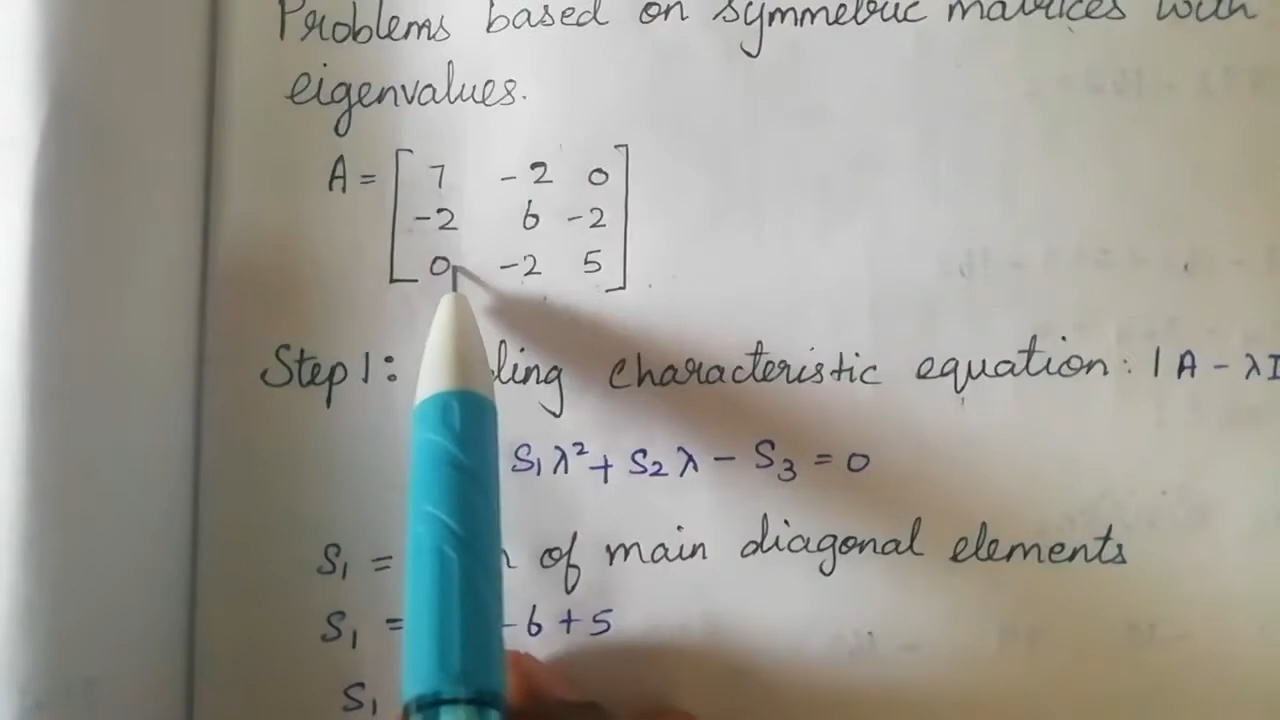 Problems based on symmetric matrices with
eigenvalues.
A = [ 7 -2 0
-2 6 -2
0 -2 5 ]
Step 1: characteristic equation: | A - λI
S₁λ² + S₂λ - S₃ = 0
S₁ = of main diagonal elements
S₁ = 6 + 5
S₁